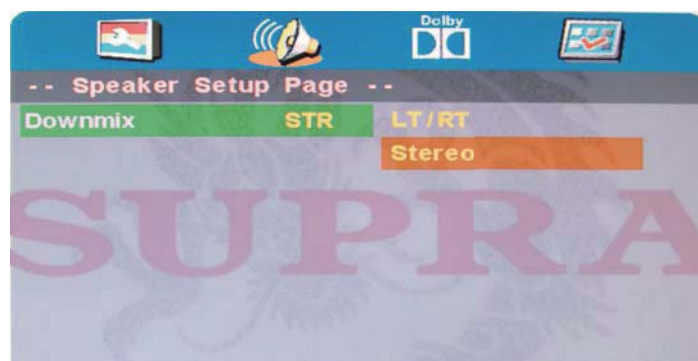 Dolby
-- Speaker Setup Page --
Downmix STR LT/RT
Stereo
SUPRA